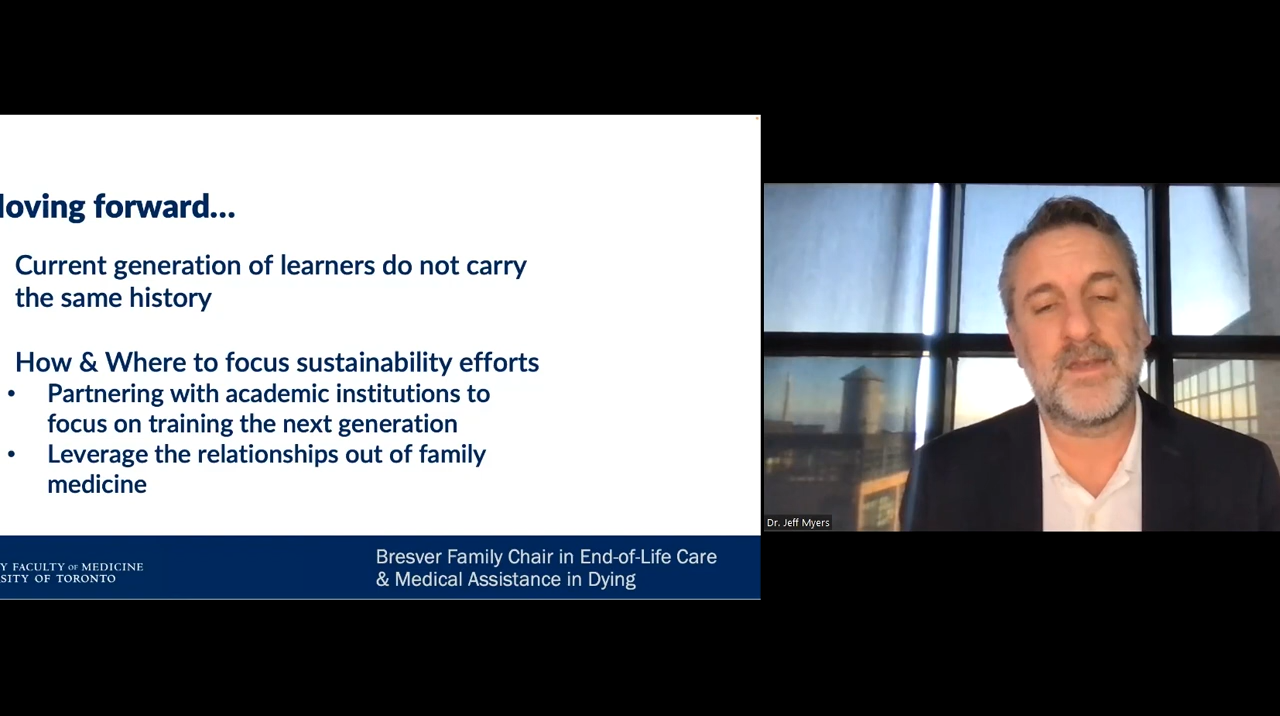 oving forward...
Current generation of learners do not carry
the same history
How & Where to focus sustainability efforts
• Partnering with academic institutions to
focus on training the next generation
• Leverage the relationships out of family
medicine
Y FACULTY OF MEDICINE
SITY OF TORONTO
Bresver Family Chair in End-of-Life Care
& Medical Assistance in Dying
Dr. Jeff Myers